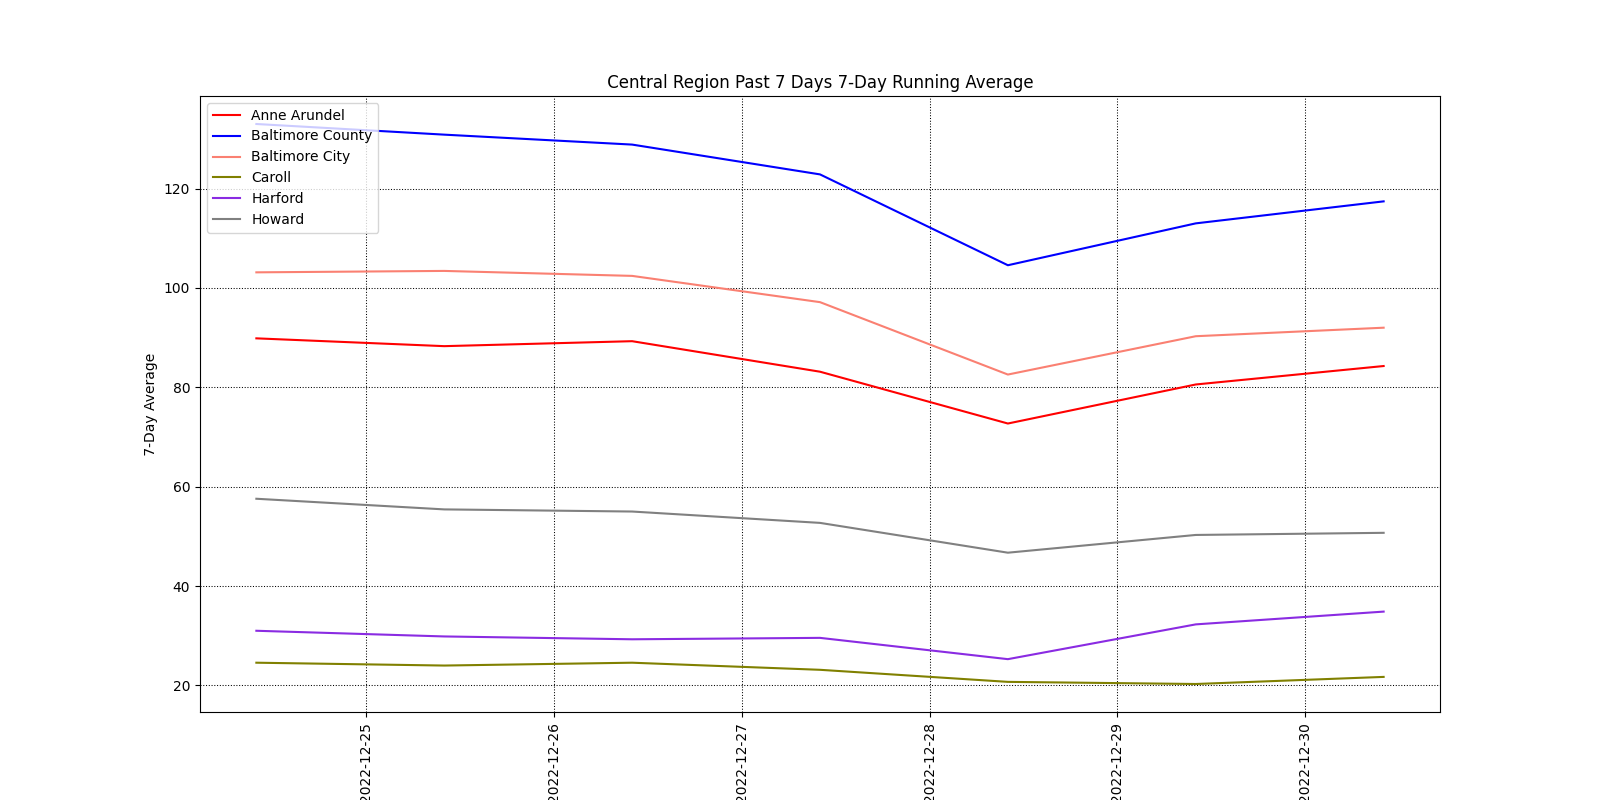 Central Region Past 7 Days 7-Day Running Average
Anne Arundel
Baltimore County
Baltimore City
Caroll
Harford
Howard
7-Day Average
120
100
80
60
40
20
2022-12-25
2022-12-26
2022-12-27
2022-12-28
2022-12-29
2022-12-30